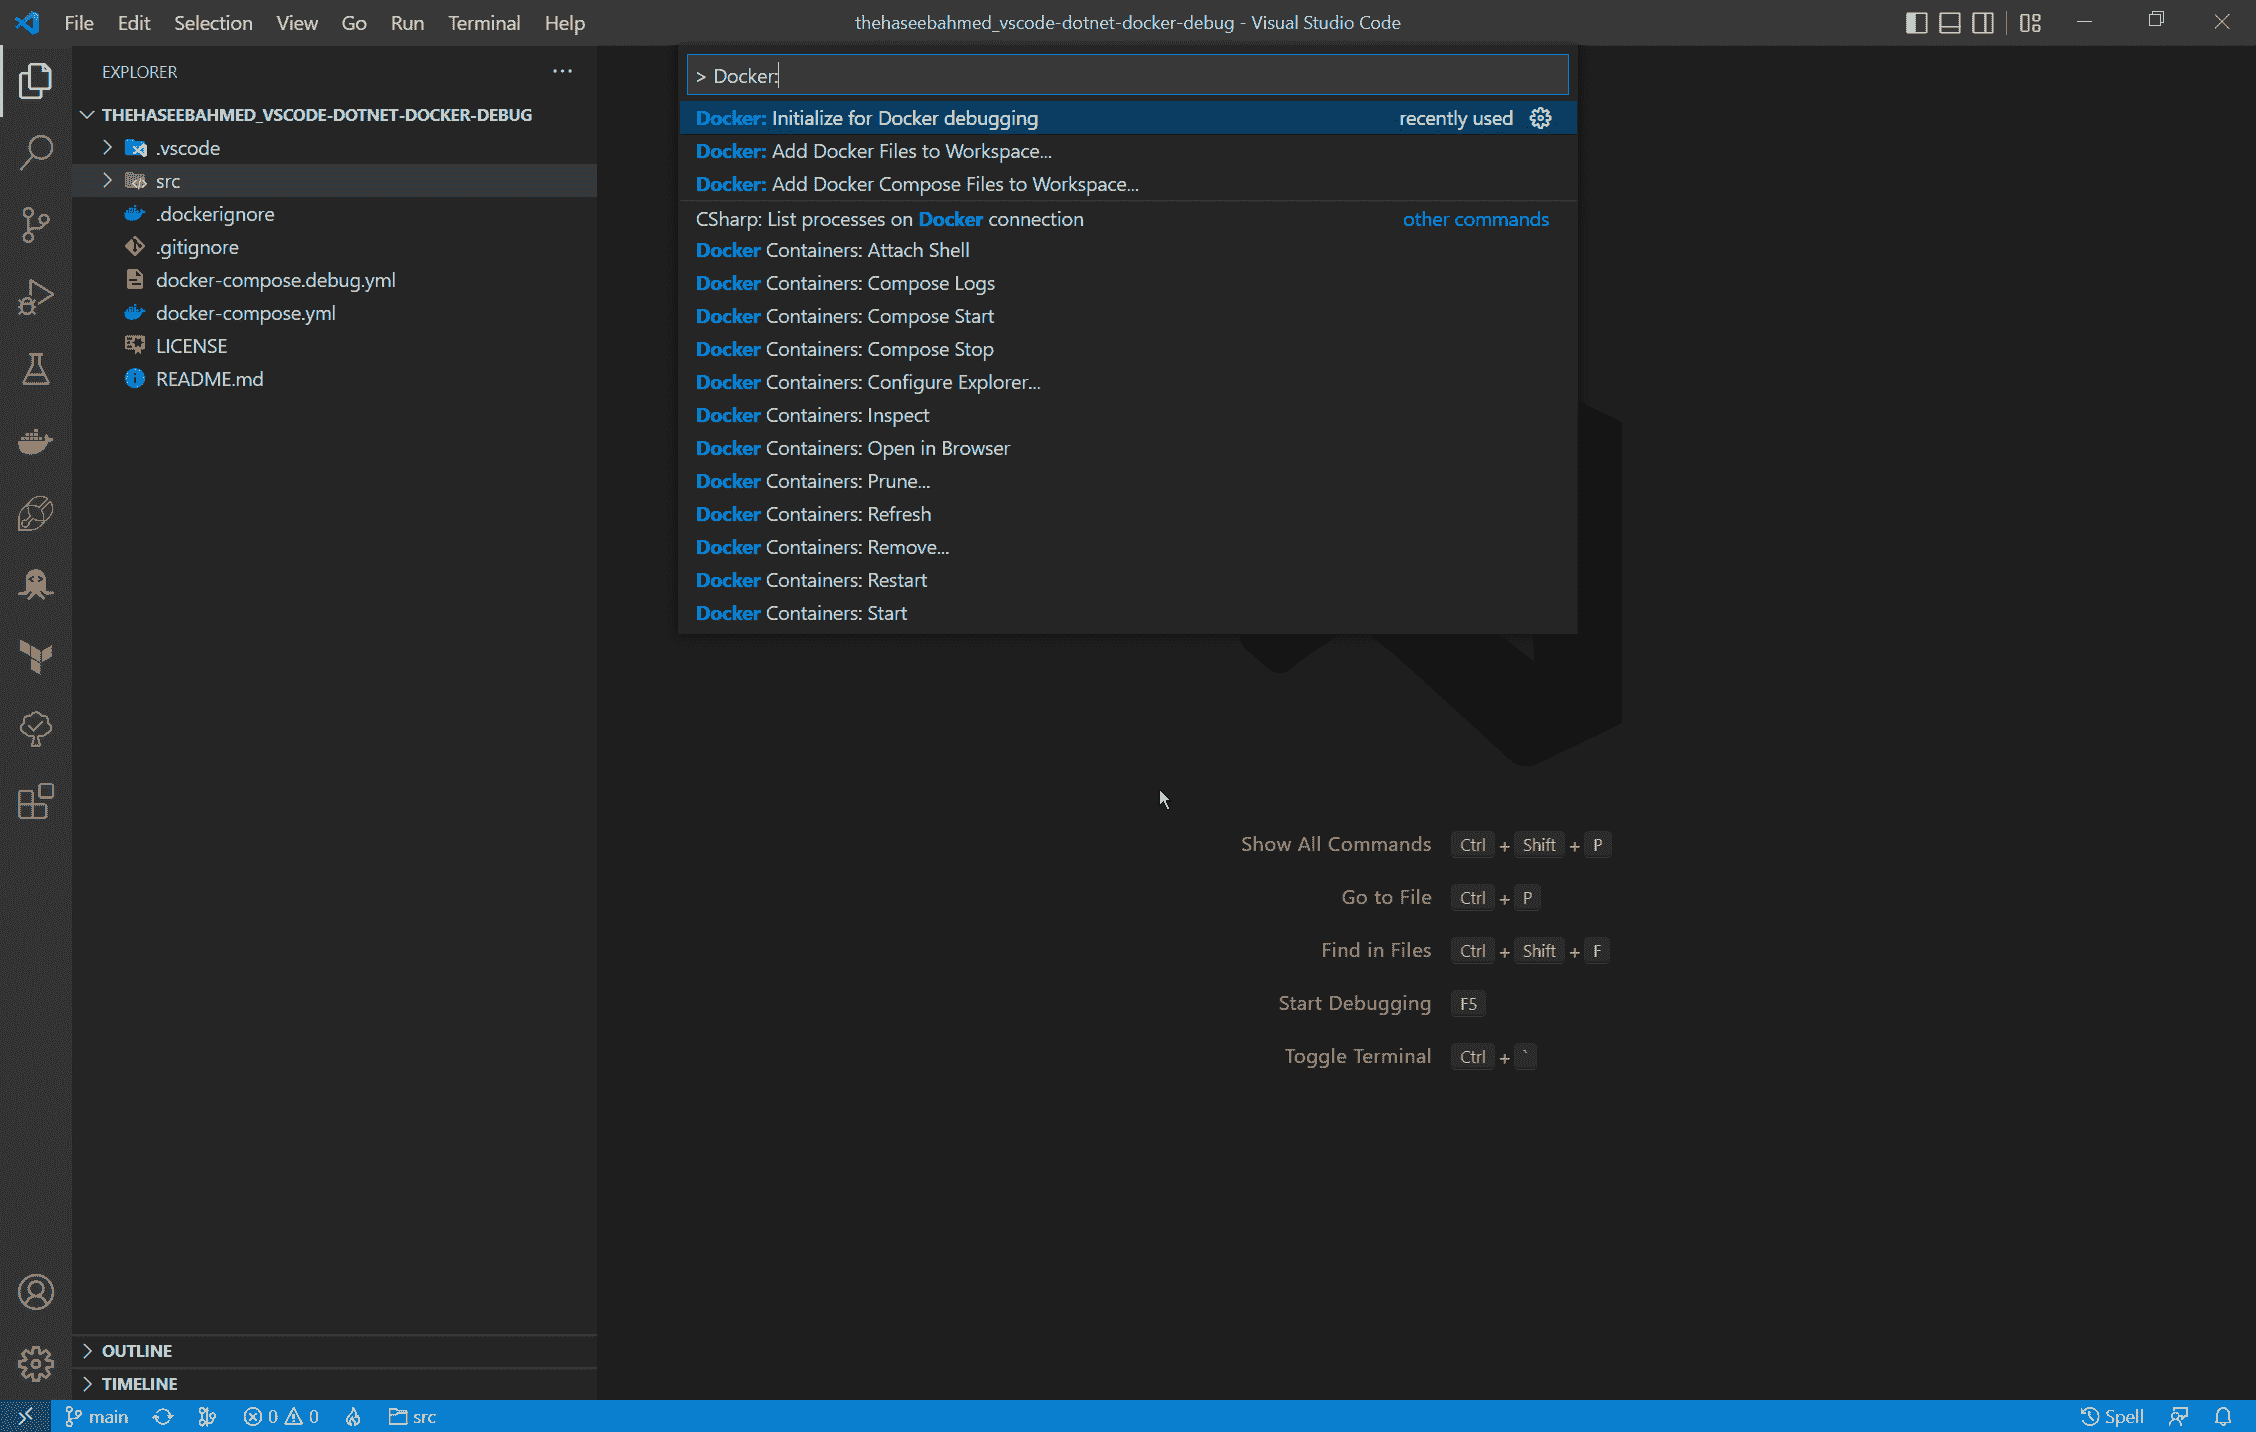 File Edit Selection View Go Run Terminal Help
thehaseebahmed_vscode-dotnet-docker-debug - Visual Studio Code
EXPLORER
THEHASEEBAHMED_VSCODE-DOTNET-DOCKER-DEBUG
.vscode
src
.dockerignore
.gitignore
docker-compose.debug.yml
docker-compose.yml
LICENSE
README.md
OUTLINE
TIMELINE
> Docker:
Docker: Initialize for Docker debugging recently used
Docker: Add Docker Files to Workspace...
Docker: Add Docker Compose Files to Workspace...
CSharp: List processes on Docker connection other commands
Docker Containers: Attach Shell
Docker Containers: Compose Logs
Docker Containers: Compose Start
Docker Containers: Compose Stop
Docker Containers: Configure Explorer...
Docker Containers: Inspect
Docker Containers: Open in Browser
Docker Containers: Prune...
Docker Containers: Refresh
Docker Containers: Remove...
Docker Containers: Restart
Docker Containers: Start
Show All Commands Ctrl + Shift + P
Go to File Ctrl + P
Find in Files Ctrl + Shift + F
Start Debugging F5
Toggle Terminal Ctrl + `
main 0 0 src Spell